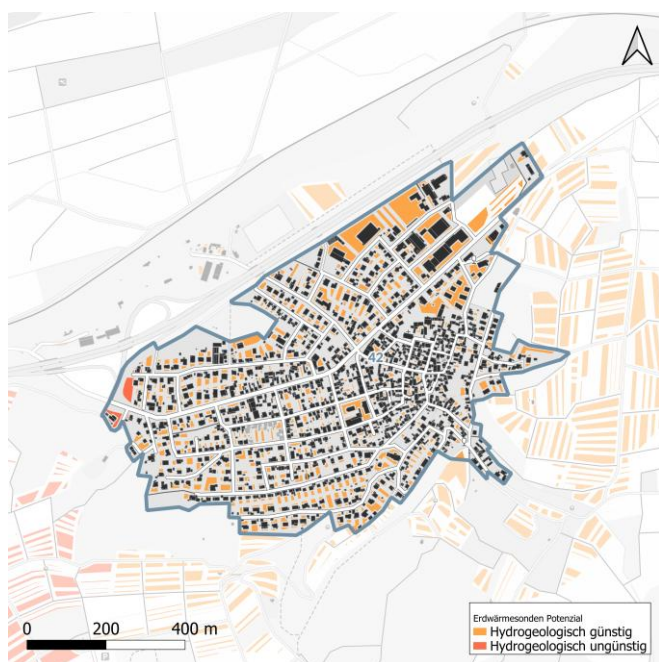 42
0 200 400 m
Erdwärmesonden Potenzial
Hydrogeologisch günstig
Hydrogeologisch ungünstig